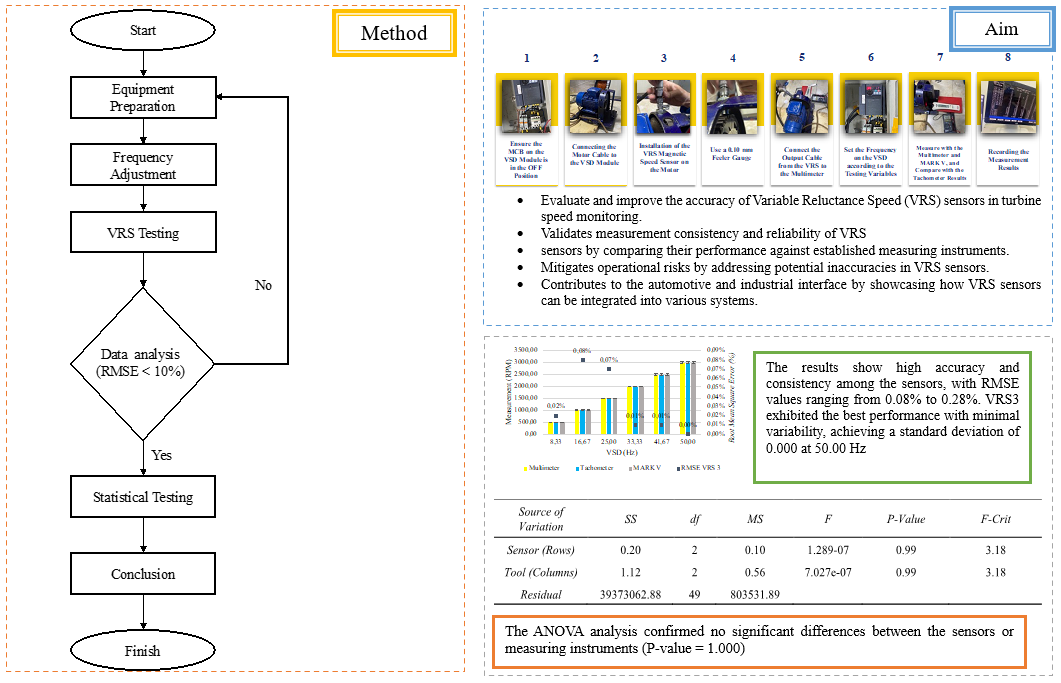 Method
Start
Equipment
Preparation
Frequency
Adjustment
VRS Testing
No
Data analysis
(RMSE < 10%)
Yes
Statistical Testing
Conclusion
Finish
Aim
1 2 3 4 5 6 7 8
Ensure the
MCB on the
VSD Module is
in the OFF
Position
Connecting the
Motor Cable to
the VSD Module
Installation of the
VRS Magnetic
Speed Sensor on
the Motor
Use a 0.10 mm
Feeler Gauge
Connect the
Output Cable
from the VRS to
the Multimeter
Set the Frequency
on the VSD
according to the
Testing Variables
Measure with the
Multimeter and
MARK V, and
Compare with the
Tachometer Results
Recording the
Measurement
Results
• Evaluate and improve the accuracy of Variable Reluctance Speed (VRS) sensors in turbine
speed monitoring.
• Validates measurement consistency and reliability of VRS
• sensors by comparing their performance against established measuring instruments.
• Mitigates operational risks by addressing potential inaccuracies in VRS sensors.
• Contributes to the automotive and industrial interface by showcasing how VRS sensors
can be integrated into various systems.
Measurement (RPM)
3500,00
3000,00
2500,00
2000,00
1500,00
1000,00
500,00
0,00
0,02%
0,08%
0,07%
0,01%
0,01%
0,00%
0,09%
0,08%
0,07%
0,06%
0,05%
0,04%
0,03%
0,02%
0,01%
0,00%
Root Mean Square Error (%)
8,33 16,67 25,00 33,33 41,67 50,00
VSD (Hz)
Multimeter Tachometer MARK V RMSE VRS 3
The results show high accuracy and
consistency among the sensors, with RMSE
values ranging from 0.08% to 0.28%. VRS3
exhibited the best performance with minimal
variability, achieving a standard deviation of
0.000 at 50.00 Hz
Source of
Variation SS df MS F P-Value F-Crit
Sensor (Rows) 0.20 2 0.10 1.289-07 0.99 3.18
Tool (Columns) 1.12 2 0.56 7.027e-07 0.99 3.18
Residual 39373062.88 49 803531.89
The ANOVA analysis confirmed no significant differences between the sensors or
measuring instruments (P-value = 1.000)